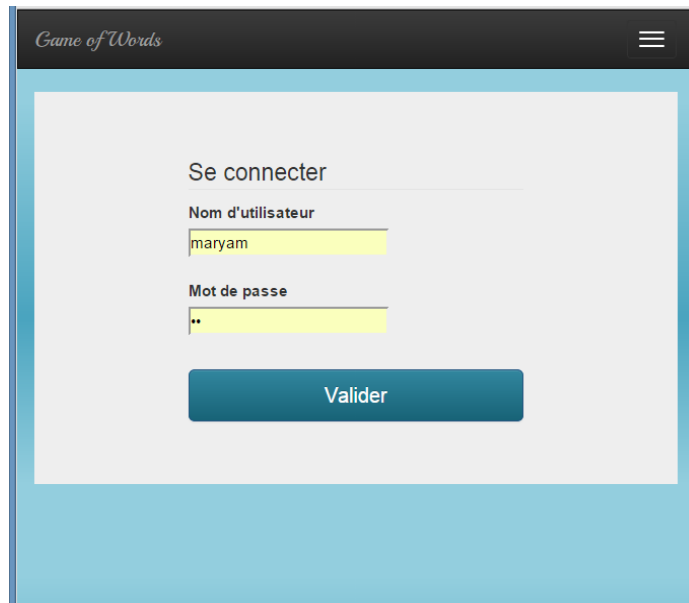 Game of Words
Se connecter
Nom d'utilisateur
maryam
Mot de passe
••
Valider